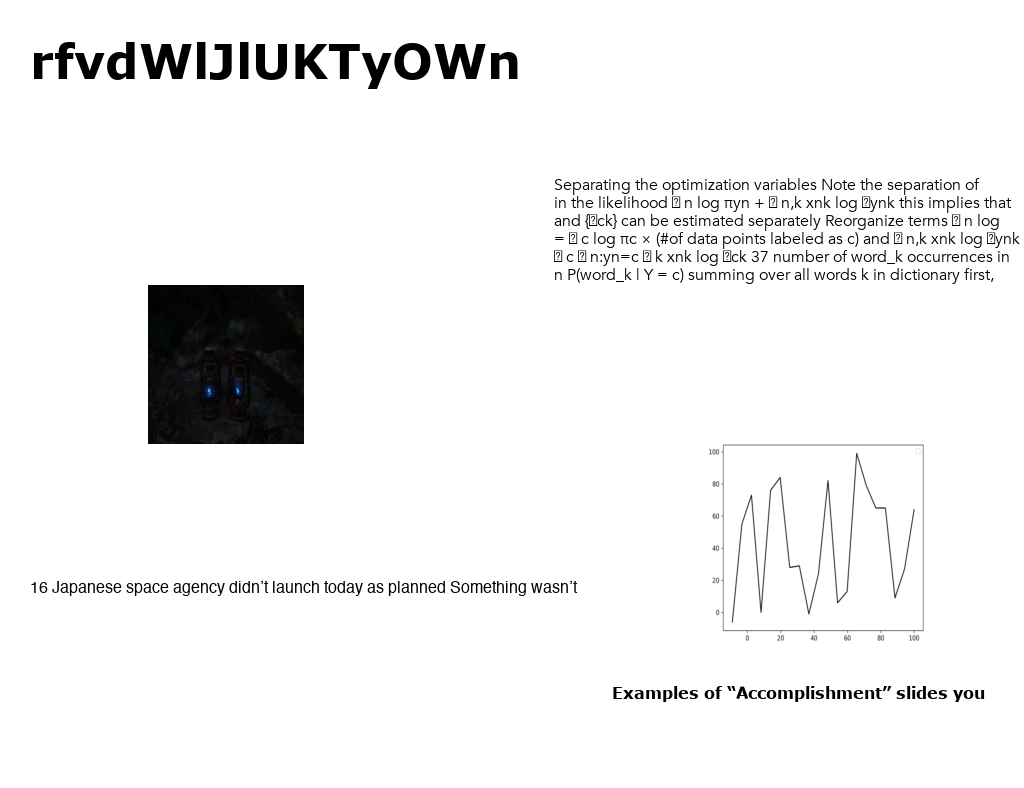 rfvdWlJlUKTyOWn
Separating the optimization variables Note the separation of
in the likelihood n log πyn + n,k xnk log ynk this implies that
and {ck} can be estimated separately Reorganize terms n log
= c log πc × (#of data points labeled as c) and n,k xnk log ynk
c n:yn=c k xnk log ck 37 number of word_k occurrences in
n P(word_k | Y = c) summing over all words k in dictionary first,
100
80
60
40
20
0
0 20 40 60 80 100
16 Japanese space agency didn’t launch today as planned Something wasn’t
Examples of “Accomplishment” slides you